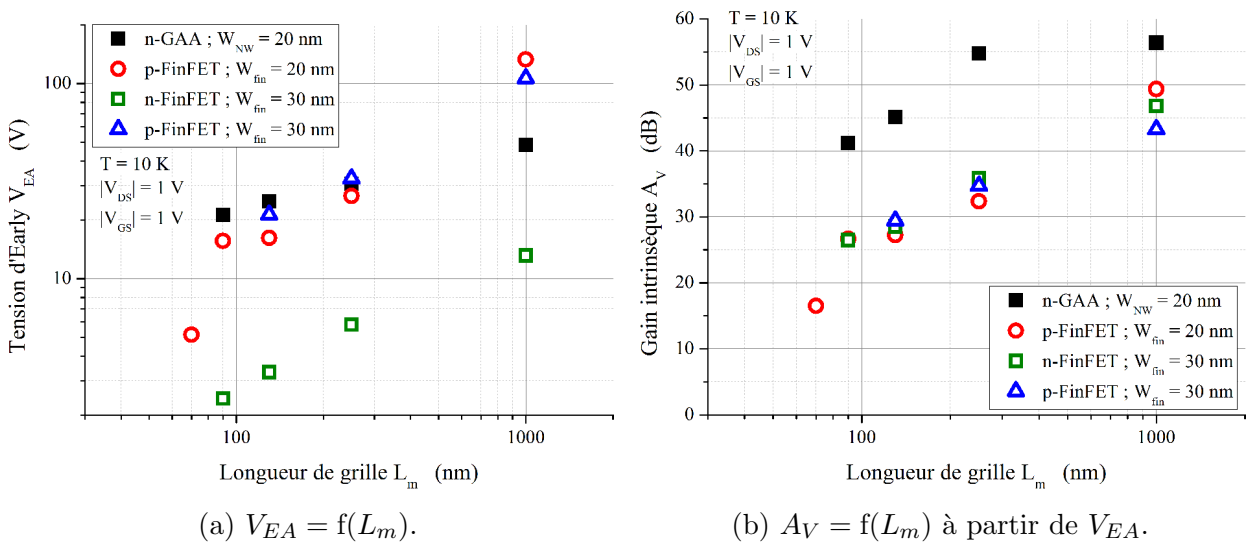 100
10
Tension d'Early V_EA (V)
n-GAA ; W_NW = 20 nm
p-FinFET ; W_fin = 20 nm
n-FinFET ; W_fin = 30 nm
p-FinFET ; W_fin = 30 nm
T = 10 K
|V_DS| = 1 V
|V_GS| = 1 V
100 1000
Longueur de grille L_m (nm)
(a) V_EA = f(L_m).
60
50
40
30
20
10
0
Gain intrinsèque A_V (dB)
T = 10 K
|V_DS| = 1 V
|V_GS| = 1 V
n-GAA ; W_NW = 20 nm
p-FinFET ; W_fin = 20 nm
n-FinFET ; W_fin = 30 nm
p-FinFET ; W_fin = 30 nm
100 1000
Longueur de grille L_m (nm)
(b) A_V = f(L_m) à partir de V_EA.